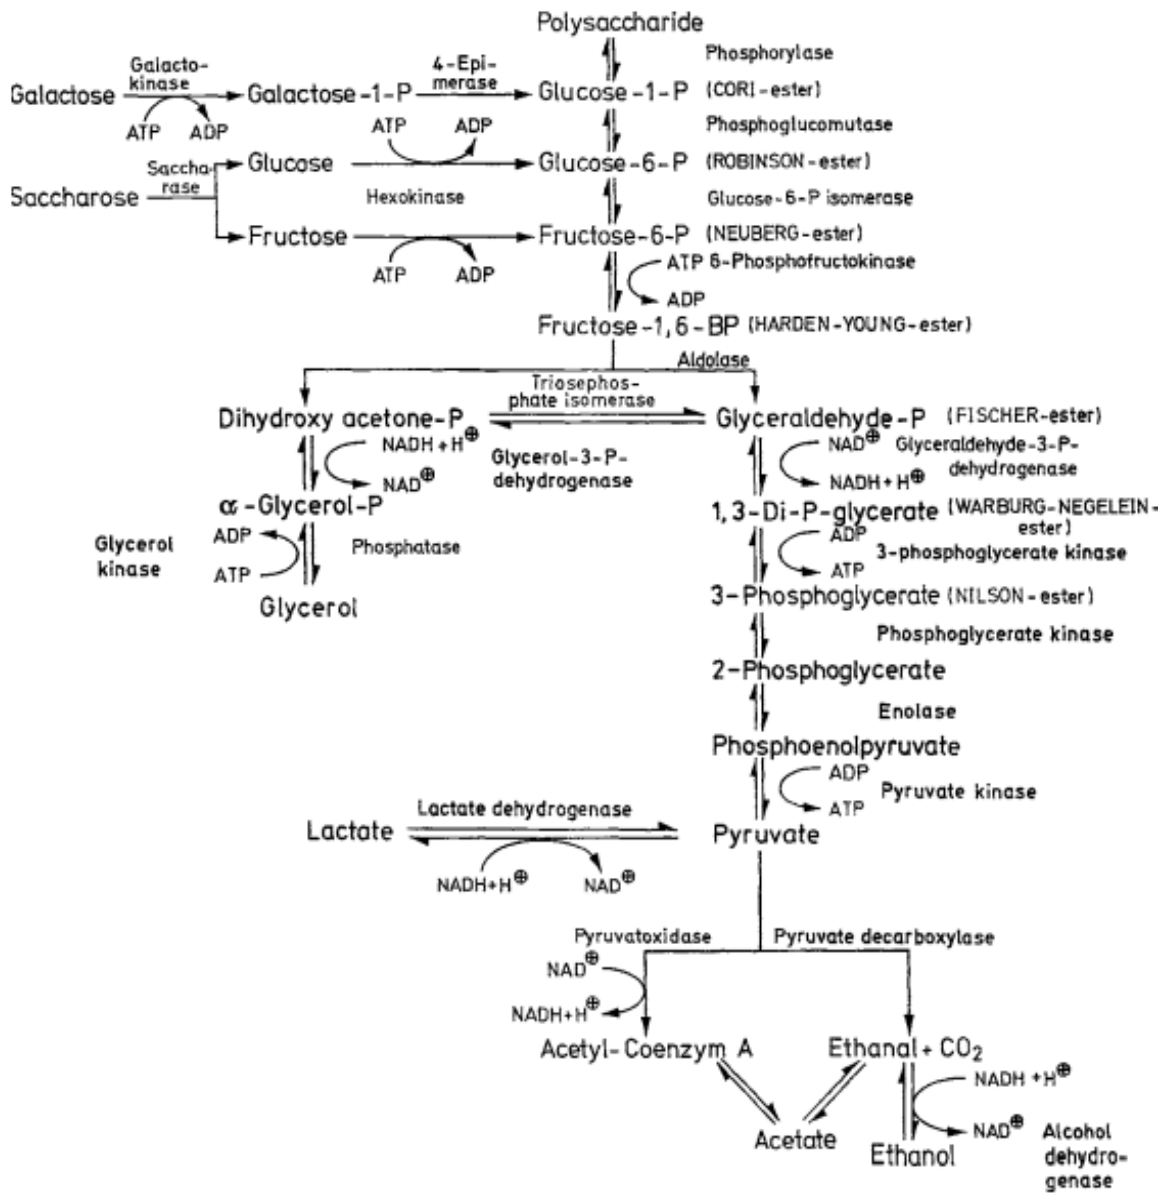 Polysaccharide
Phosphorylase
Galacto-
kinase
4-Epi-
merase
Galactose
Galactose-1-P
Glucose-1-P (CORI-ester)
ATP ADP
ATP ADP
Phosphoglucomutase
Saccha-
rase
Glucose
Glucose-6-P (ROBINSON-ester)
Saccharose
Hexokinase
Glucose-6-P isomerase
Fructose
Fructose-6-P (NEUBERG-ester)
ATP ADP
ATP 6-Phosphofructokinase
ADP
Fructose-1,6-BP (HARDEN-YOUNG-ester)
Aldolase
Triosephos-
phate isomerase
Dihydroxy acetone-P
Glyceraldehyde-P (FISCHER-ester)
NADH+H⊕
NAD⊕
Glycerol-3-P-
dehydrogenase
NAD⊕
NADH+H⊕
Glyceraldehyde-3-P-
dehydrogenase
α-Glycerol-P
1,3-Di-P-glycerate (WARBURG-NEGELEIN-
ester)
Glycerol
kinase
ADP
ATP
Phosphatase
ADP
ATP
3-phosphoglycerate kinase
Glycerol
3-Phosphoglycerate (NILSON-ester)
Phosphoglycerate kinase
2-Phosphoglycerate
Enolase
Phosphoenolpyruvate
ADP
ATP
Pyruvate kinase
Lactate dehydrogenase
Lactate
Pyruvate
NADH+H⊕ NAD⊕
Pyruvatoxidase
Pyruvate decarboxylase
NAD⊕
NADH+H⊕
Acetyl-Coenzym A
Ethanal+CO₂
NADH+H⊕
NAD⊕
Acetate
Ethanol
Alcohol
dehydro-
genase